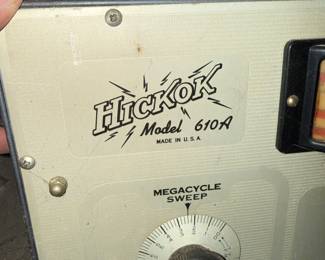 HICKOK
Model 610A
MADE IN U.S.A.
MEGACYCLE
SWEEP